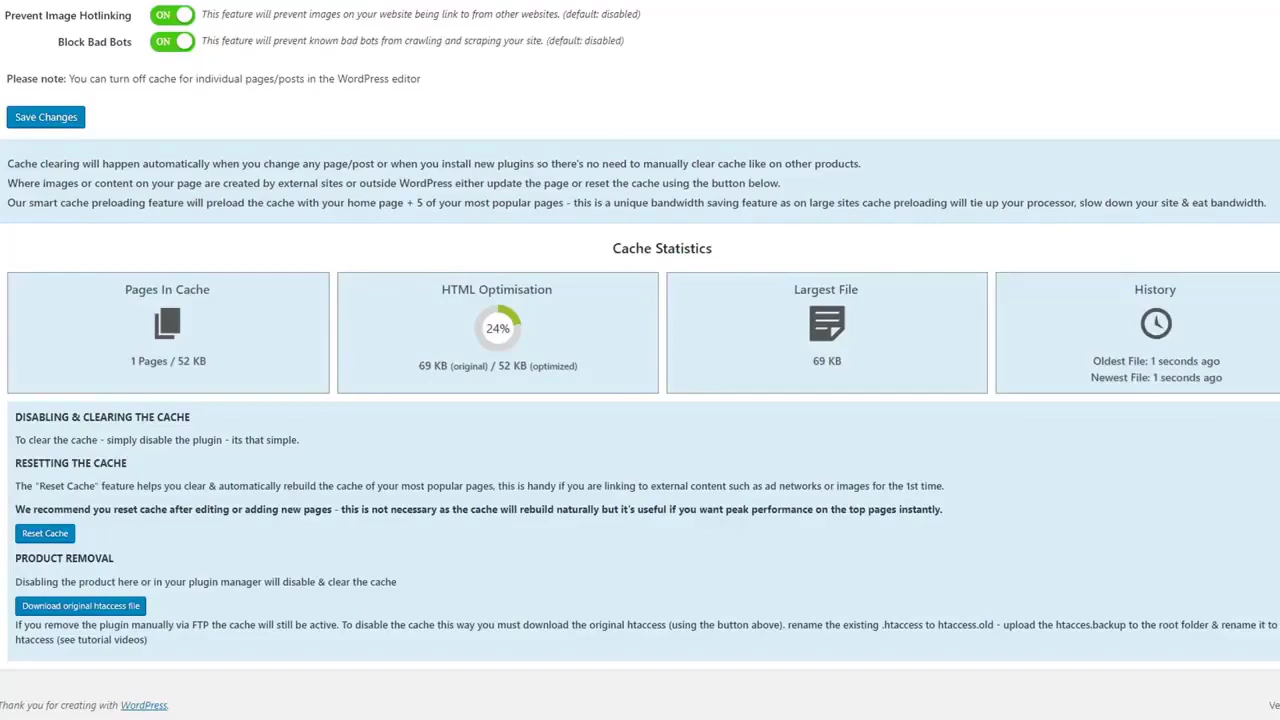 Prevent Image Hotlinking ON This feature will prevent images on your website being link to from other websites. (default: disabled)
Block Bad Bots ON This feature will prevent known bad bots from crawling and scraping your site. (default: disabled)
Please note: You can turn off cache for individual pages/posts in the WordPress editor
Save Changes
Cache clearing will happen automatically when you change any page/post or when you install new plugins so there's no need to manually clear cache like on other products.
Where images or content on your page are created by external sites or outside WordPress either update the page or reset the cache using the button below.
Our smart cache preloading feature will preload the cache with your home page + 5 of your most popular pages - this is a unique bandwidth saving feature as on large sites cache preloading will tie up your processor, slow down your site & eat bandwidth.
Cache Statistics
Pages In Cache
1 Pages / 52 KB
HTML Optimisation
24%
69 KB (original) / 52 KB (optimized)
Largest File
69 KB
History
Oldest File: 1 seconds ago
Newest File: 1 seconds ago
DISABLING & CLEARING THE CACHE
To clear the cache - simply disable the plugin - its that simple.
RESETTING THE CACHE
The "Reset Cache" feature helps you clear & automatically rebuild the cache of your most popular pages, this is handy if you are linking to external content such as ad networks or images for the 1st time.
We recommend you reset cache after editing or adding new pages - this is not necessary as the cache will rebuild naturally but it's useful if you want peak performance on the top pages instantly.
Reset Cache
PRODUCT REMOVAL
Disabling the product here or in your plugin manager will disable & clear the cache
Download original htaccess file
If you remove the plugin manually via FTP the cache will still be active. To disable the cache this way you must download the original htaccess (using the button above). rename the existing .htaccess to htaccess.old - upload the htacces.backup to the root folder & rename it to
htaccess (see tutorial videos)
Thank you for creating with WordPress.
Ve